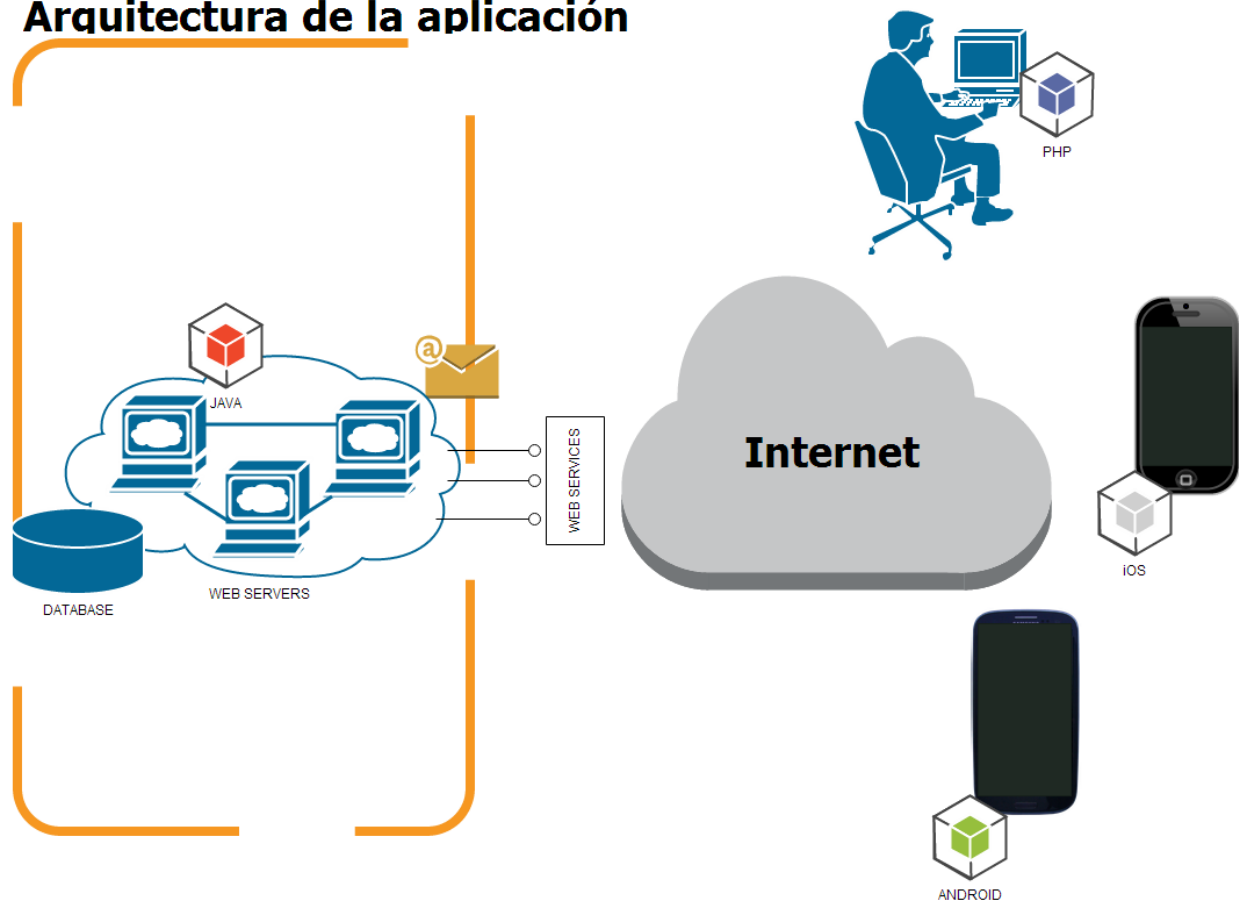 Arquitectura de la aplicación
PHP
JAVA
@
WEB SERVICES
Internet
iOS
WEB SERVERS
DATABASE
ANDROID